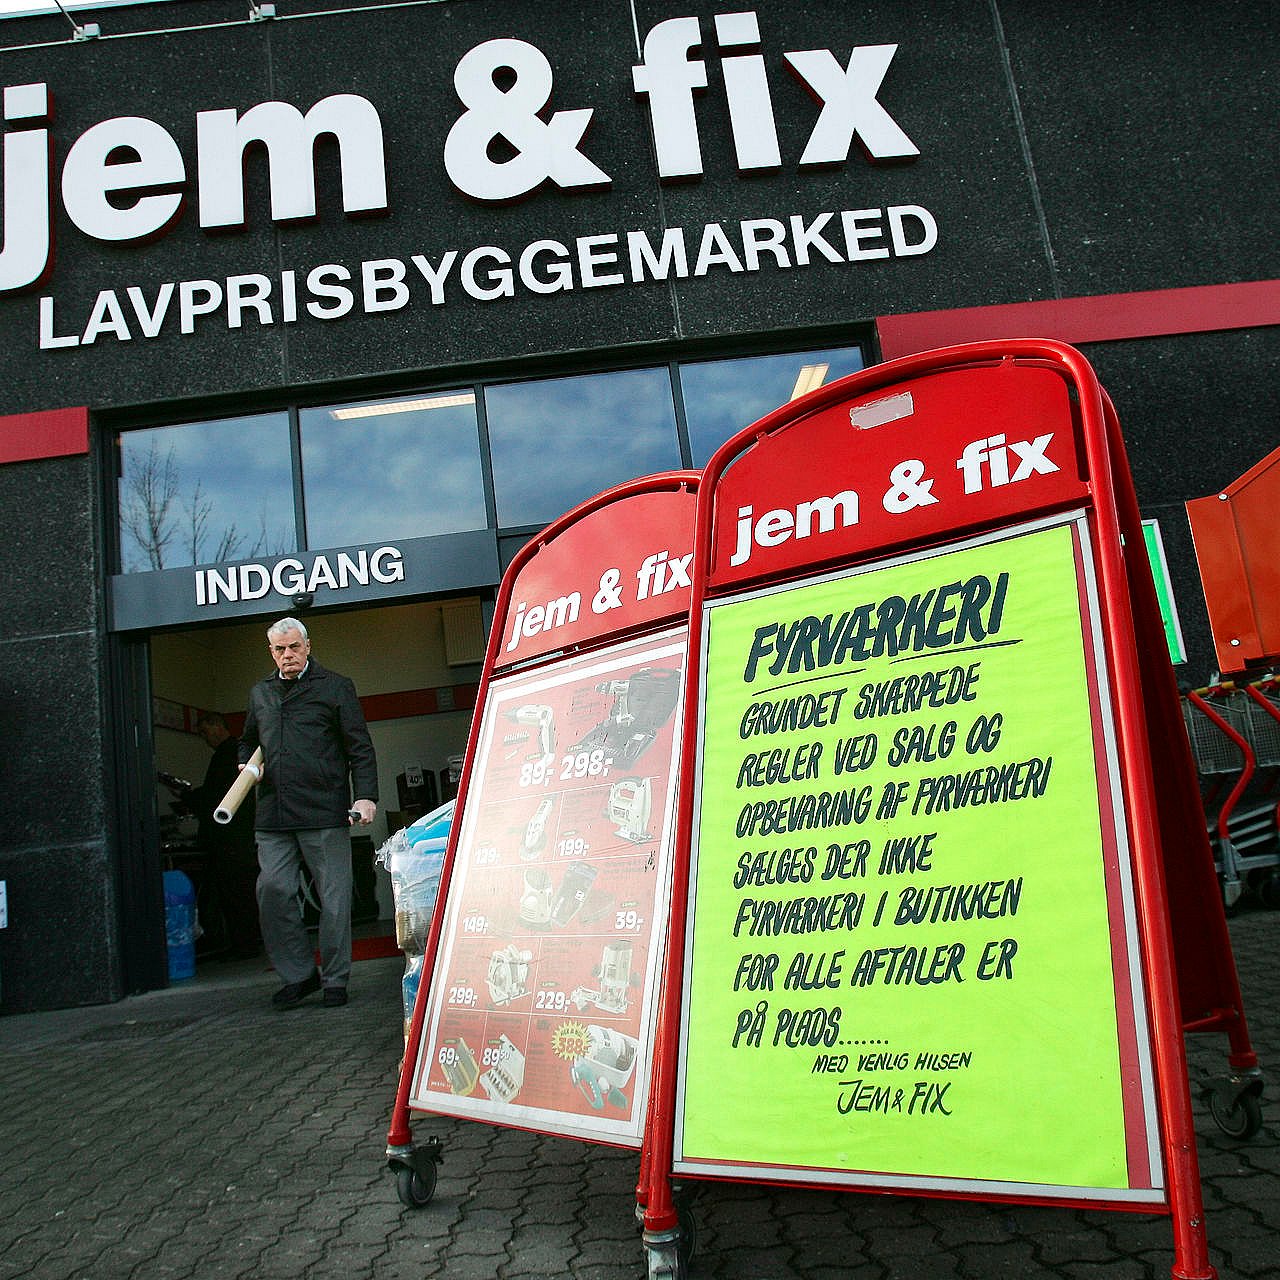 jem & fix
LAVPRISBYGGEMARKED
INDGANG
jem & fix
89,- 298,-
129,- 199,-
149,- 39,-
299,- 229,-
69,- 89,50
388,-
jem & fix
FYRVÆRKERI
GRUNDET SKÆRPEDE
REGLER VED SALG OG
OPBEVARING AF FYRVÆRKERI
SÆLGES DER IKKE
FYRVÆRKERI I BUTIKKEN
FØR ALLE AFTALER ER
PÅ PLADS.......
MED VENLIG HILSEN
JEM & FIX